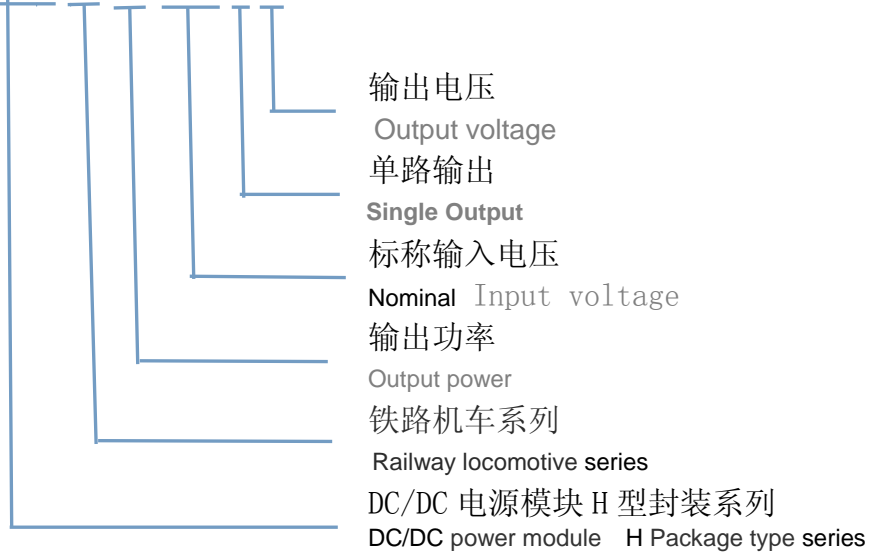 输出电压
Output voltage
单路输出
Single Output
标称输入电压
Nominal Input voltage
输出功率
Output power
铁路机车系列
Railway locomotive series
DC/DC 电源模块 H 型封装系列
DC/DC power module H Package type series